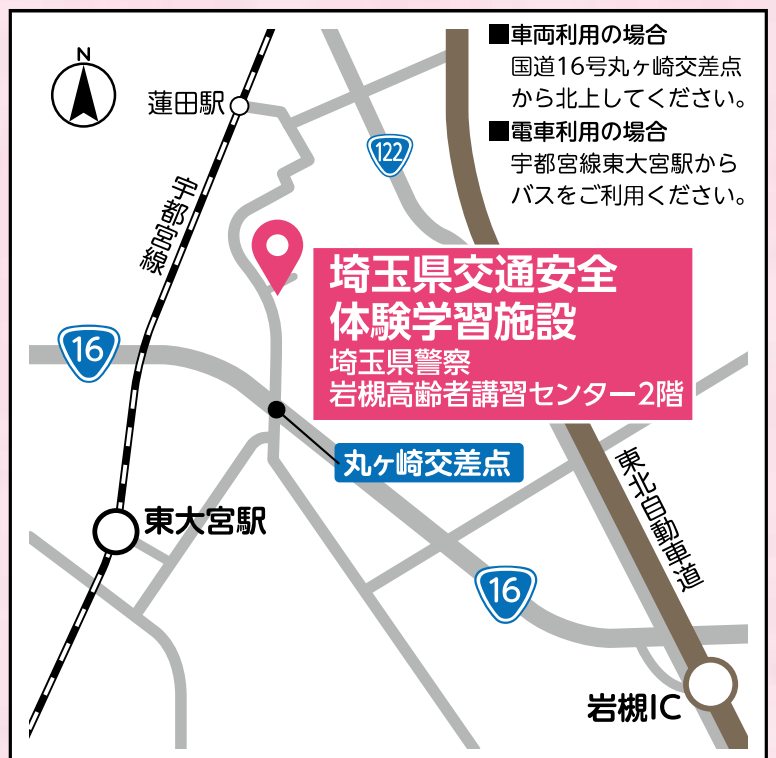 ■車両利用の場合
国道16号丸ヶ崎交差点
から北上してください。
■電車利用の場合
宇都宮線東大宮駅から
バスをご利用ください。
N
蓮田駅
122
宇都宮線
埼玉県交通安全
体験学習施設
埼玉県警察
岩槻高齢者講習センター2階
16
丸ヶ崎交差点
東大宮駅
東北自動車道
16
岩槻IC